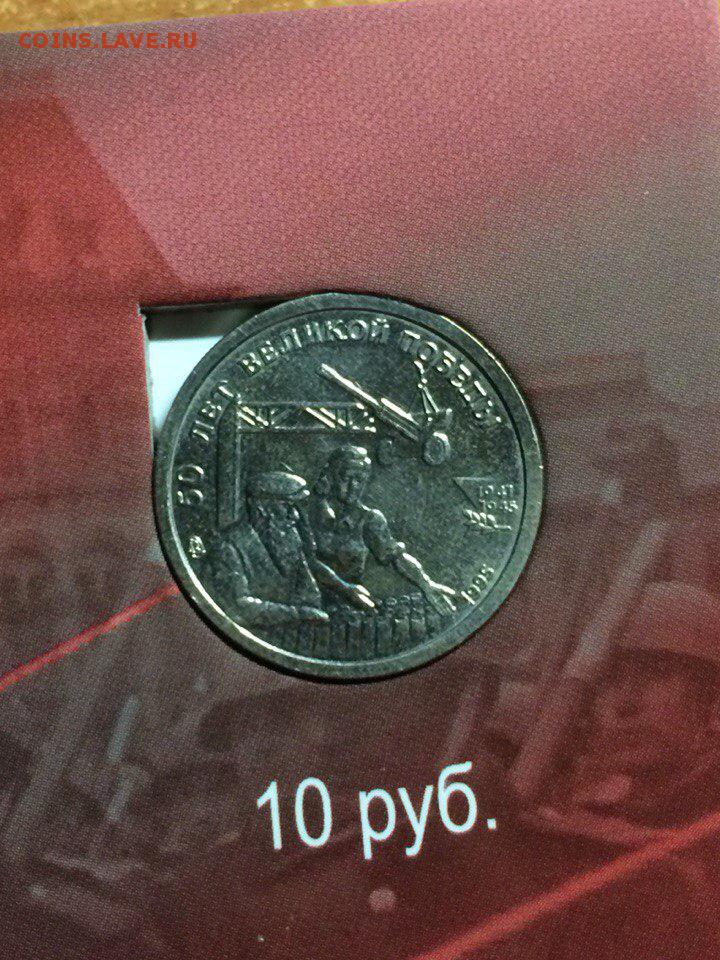 COINS.LAVE.RU
50 ЛЕТ ВЕЛИКОЙ ПОБЕДЫ
1941
1945
1995
10 руб.